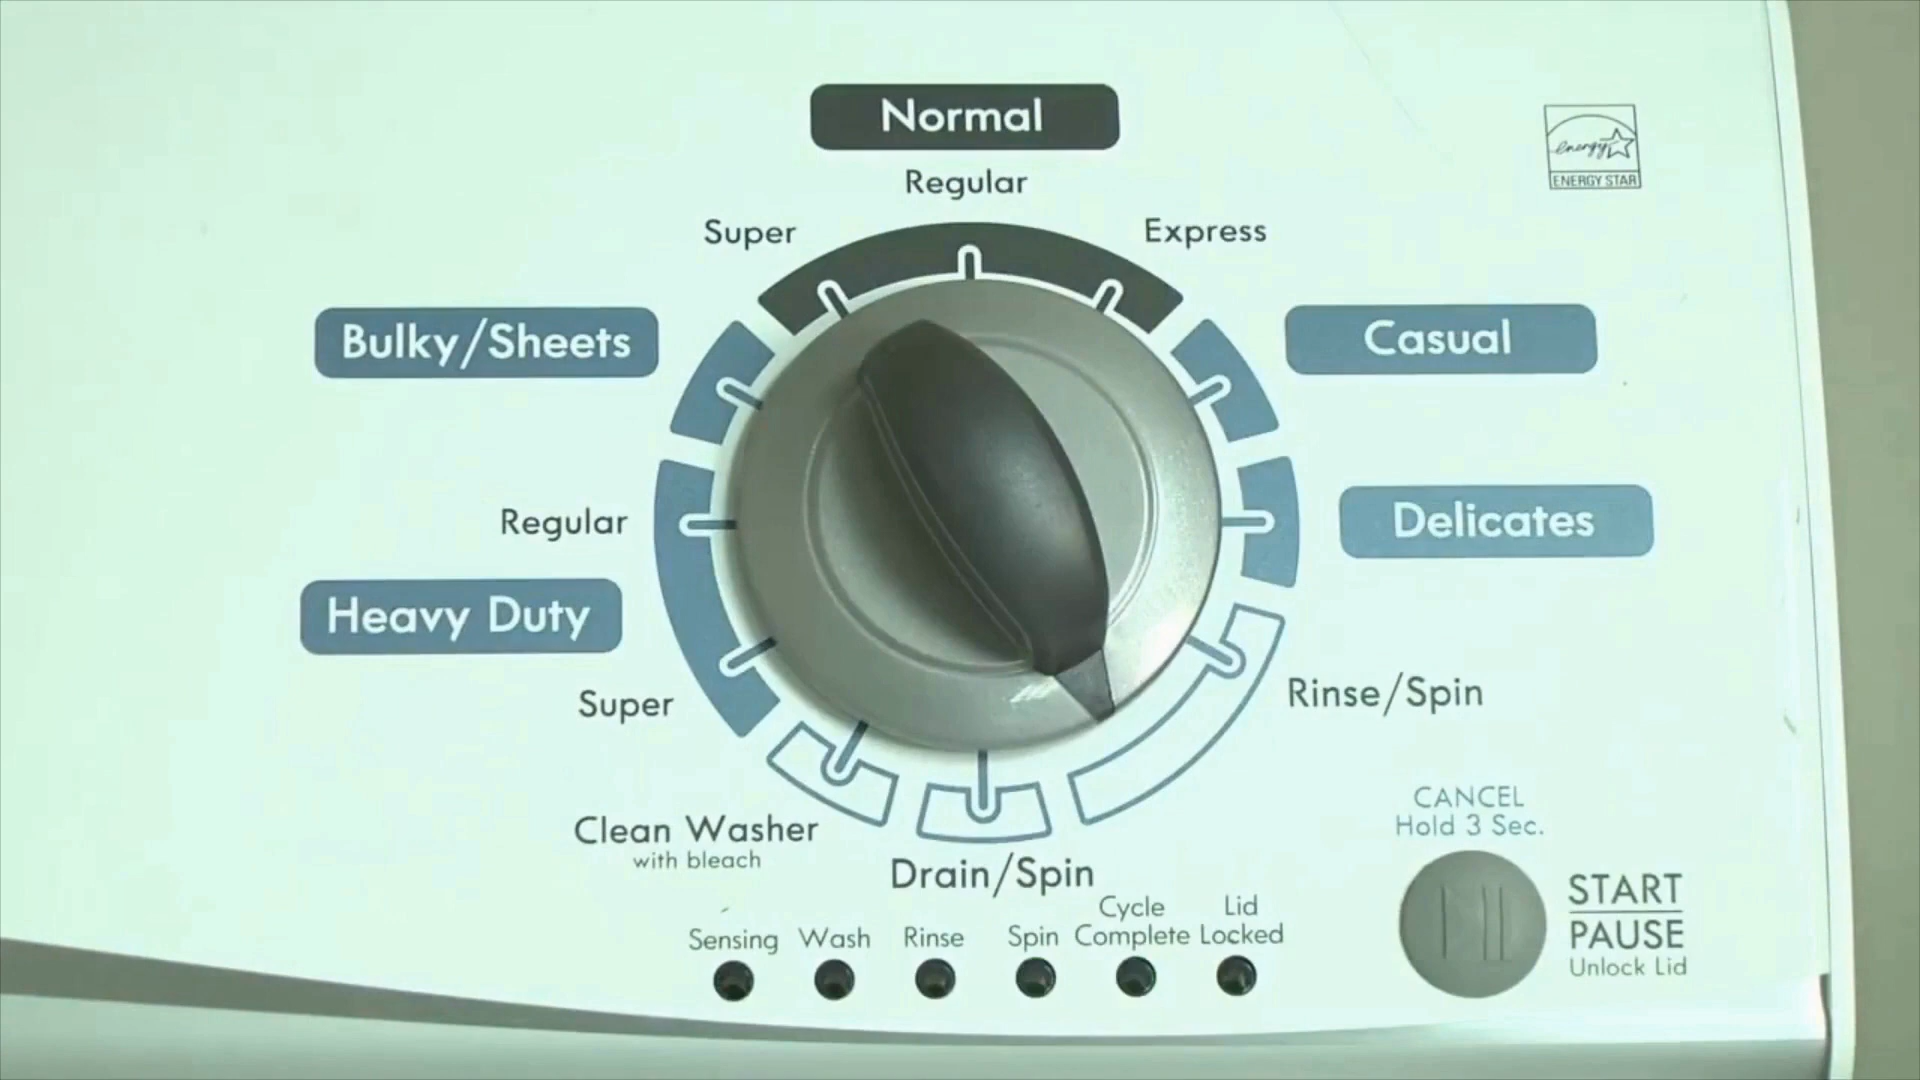 Normal
Regular
Super
Express
energy
ENERGY STAR
Bulky/Sheets
Casual
Regular
Delicates
Heavy Duty
Super
Rinse/Spin
Clean Washer
with bleach
Drain/Spin
CANCEL
Hold 3 Sec.
START
PAUSE
Unlock Lid
Sensing
Wash
Rinse
Spin
Cycle
Complete
Lid
Locked